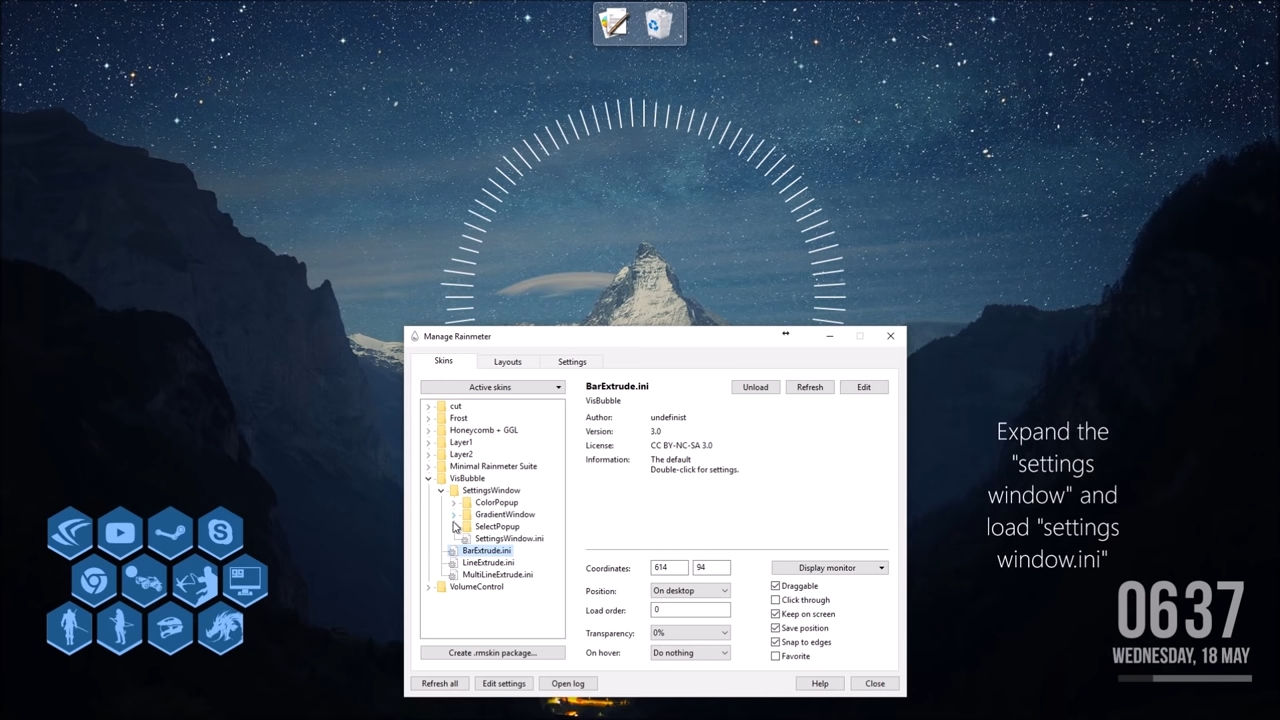 Manage Rainmeter
Skins
Layouts
Settings
Active skins
cut
Frost
Honeycomb + GGL
Layer1
Layer2
Minimal Rainmeter Suite
VisBubble
SettingsWindow
ColorPopup
GradientWindow
SelectPopup
SettingsWindow.ini
BarExtrude.ini
LineExtrude.ini
MultiLineExtrude.ini
VolumeControl
Create .rmskin package...
BarExtrude.ini
Unload
Refresh
Edit
VisBubble
Author: undefinist
Version: 3.0
License: CC BY-NC-SA 3.0
Information: The default
Double-click for settings.
Coordinates: 614 94
Display monitor
Position: On desktop
Load order: 0
Transparency: 0%
On hover: Do nothing
Draggable
Click through
Keep on screen
Save position
Snap to edges
Favorite
Refresh all
Edit settings
Open log
Help
Close
Expand the
"settings
window" and
load "settings
window.ini"
0637
WEDNESDAY, 18 MAY